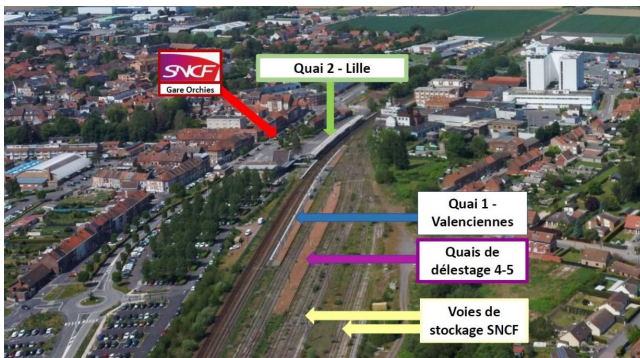 SNCF
Gare Orchies
Quai 2 - Lille
Quai 1 -
Valenciennes
Quais de
délestage 4-5
Voies de
stockage SNCF